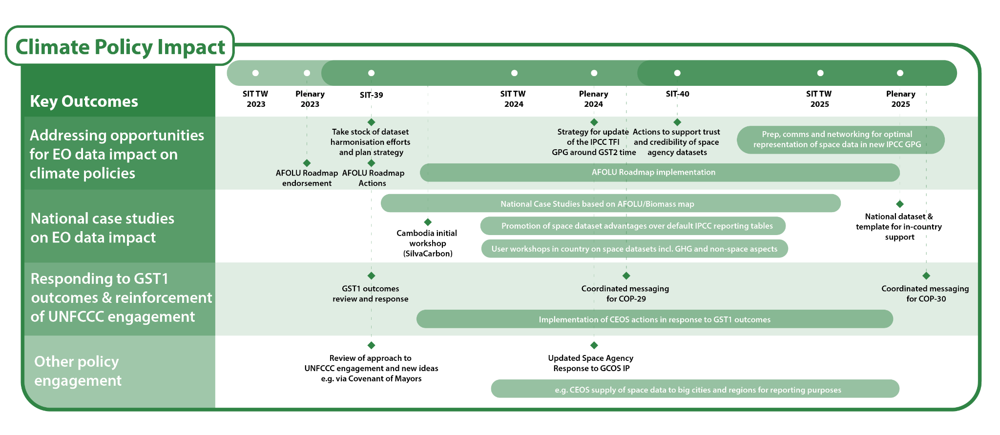 Climate Policy Impact
Key Outcomes
SIT TW
2023
Plenary
2023
SIT-39
SIT TW
2024
Plenary
2024
SIT-40
SIT TW
2025
Plenary
2025
Addressing opportunities
for EO data impact on
climate policies
Take stock of dataset
harmonisation efforts
and plan strategy
Strategy for update
of the IPCC TFI
GPG around GST2 time
Actions to support trust
and credibility of space
agency datasets
Prep, comms and networking for optimal
representation of space data in new IPCC GPG
AFOLU Roadmap
endorsement
AFOLU Roadmap
Actions
AFOLU Roadmap implementation
National case studies
on EO data impact
National Case Studies based on AFOLU/Biomass map
Cambodia initial
workshop
(SilvaCarbon)
Promotion of space dataset advantages over default IPCC reporting tables
User workshops in country on space datasets incl. GHG and non-space aspects
National dataset &
template for in-country
support
Responding to GST1
outcomes & reinforcement
of UNFCCC engagement
GST1 outcomes
review and response
Coordinated messaging
for COP-29
Coordinated messaging
for COP-30
Implementation of CEOS actions in response to GST1 outcomes
Other policy
engagement
Review of approach to
UNFCCC engagement and new ideas
e.g. via Covenant of Mayors
Updated Space Agency
Response to GCOS IP
e.g. CEOS supply of space data to big cities and regions for reporting purposes